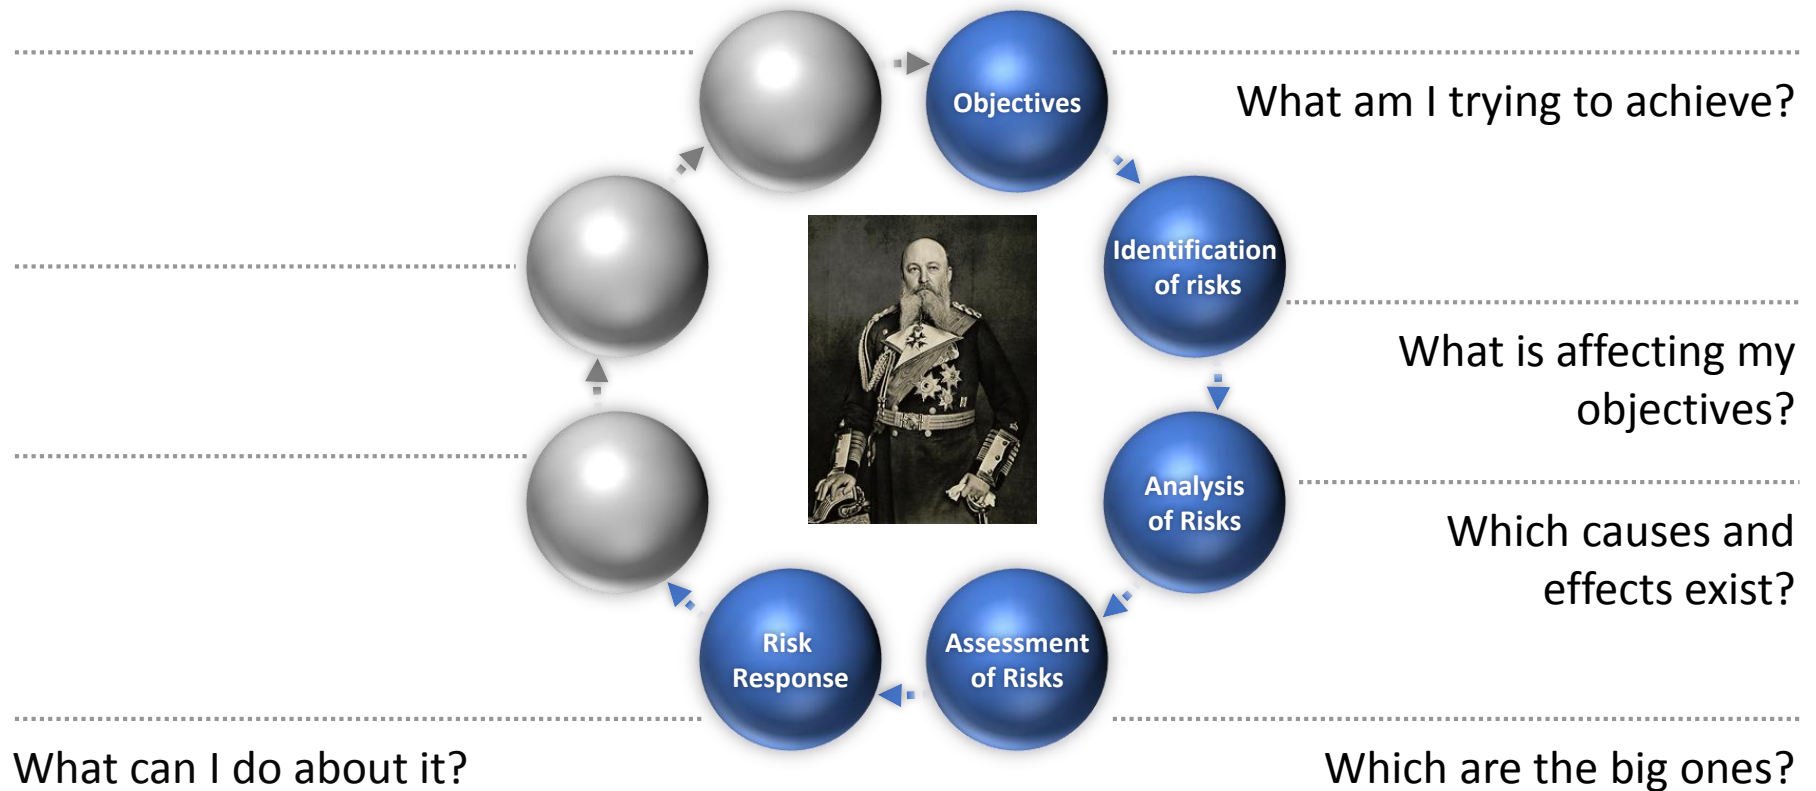 Objectives
What am I trying to achieve?
Identification
of risks
What is affecting my
objectives?
Analysis
of Risks
Which causes and
effects exist?
Assessment
of Risks
Which are the big ones?
Risk
Response
What can I do about it?